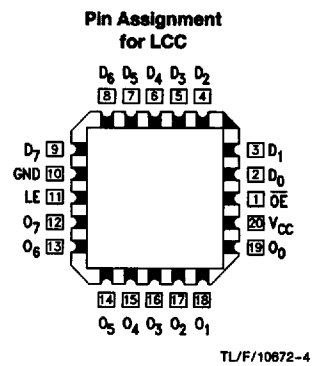 Pin Assignment
for LCC
D6 D5 D4 D3 D2
8 7 6 5 4
D7 9 3 D1
GND 10 2 D0
LE 11 1 O̅E̅
O7 12 20 VCC
O6 13 19 O0
14 15 16 17 18
O5 O4 O3 O2 O1
TL/F/10672-4